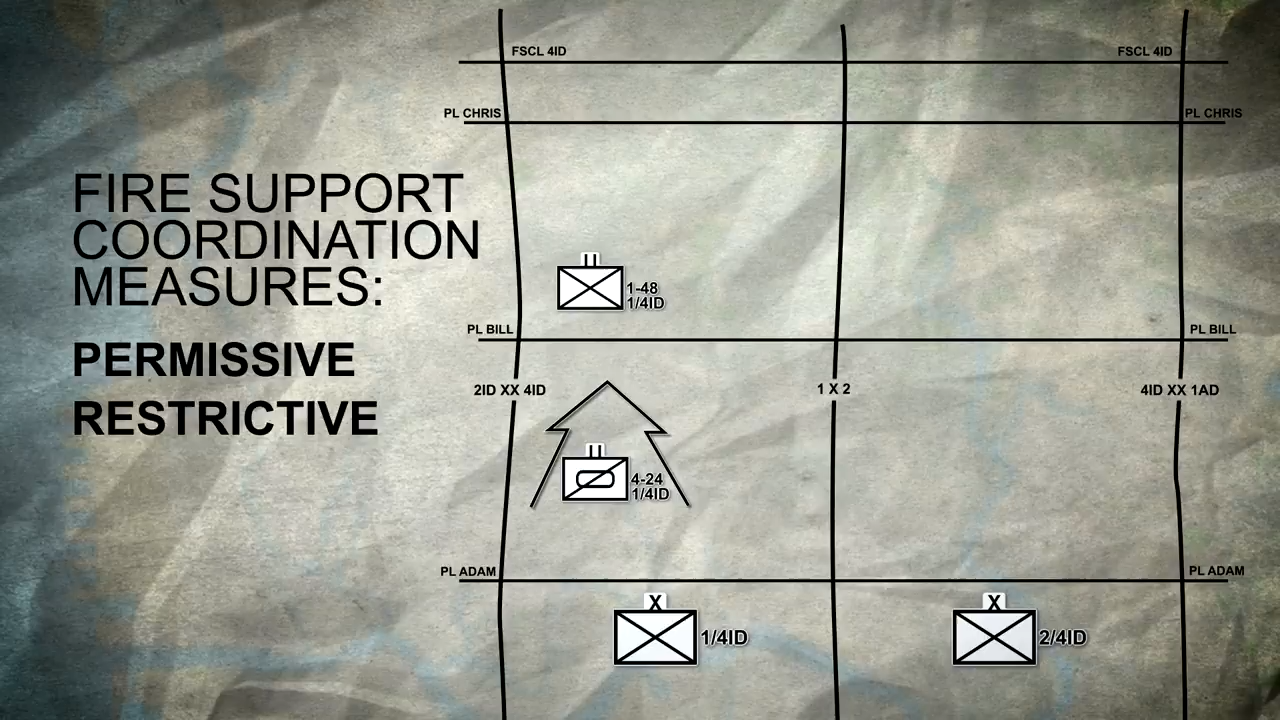 FSCL 4ID
FSCL 4ID
PL CHRIS
PL CHRIS
FIRE SUPPORT
COORDINATION
MEASURES:
PERMISSIVE
RESTRICTIVE
II
1-48
1/4ID
PL BILL
PL BILL
2ID XX 4ID
1 X 2
4ID XX 1AD
II
4-24
1/4ID
PL ADAM
PL ADAM
X
1/4ID
X
2/4ID